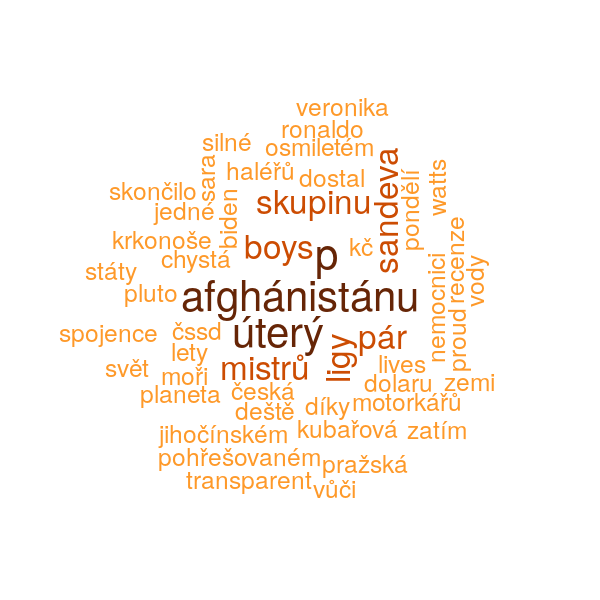 veronika
ronaldo
silné
osmiletém
sara
haléřů
dostal
sandeva
pondělí
watts
skončilo
jedné
biden
skupinu
krkonoše
chystá
boys
p
kč
recenze
vody
státy
pluto
afghánistánu
nemocnici
proud
spojence
čssd
úterý
ligy
pár
lety
svět
moři
mistrů
lives
dolaru
zemi
planeta
česká
deště
díky
motorkářů
jihočínském
kubařová
zatím
pohřešovaném
pražská
transparent
vůči